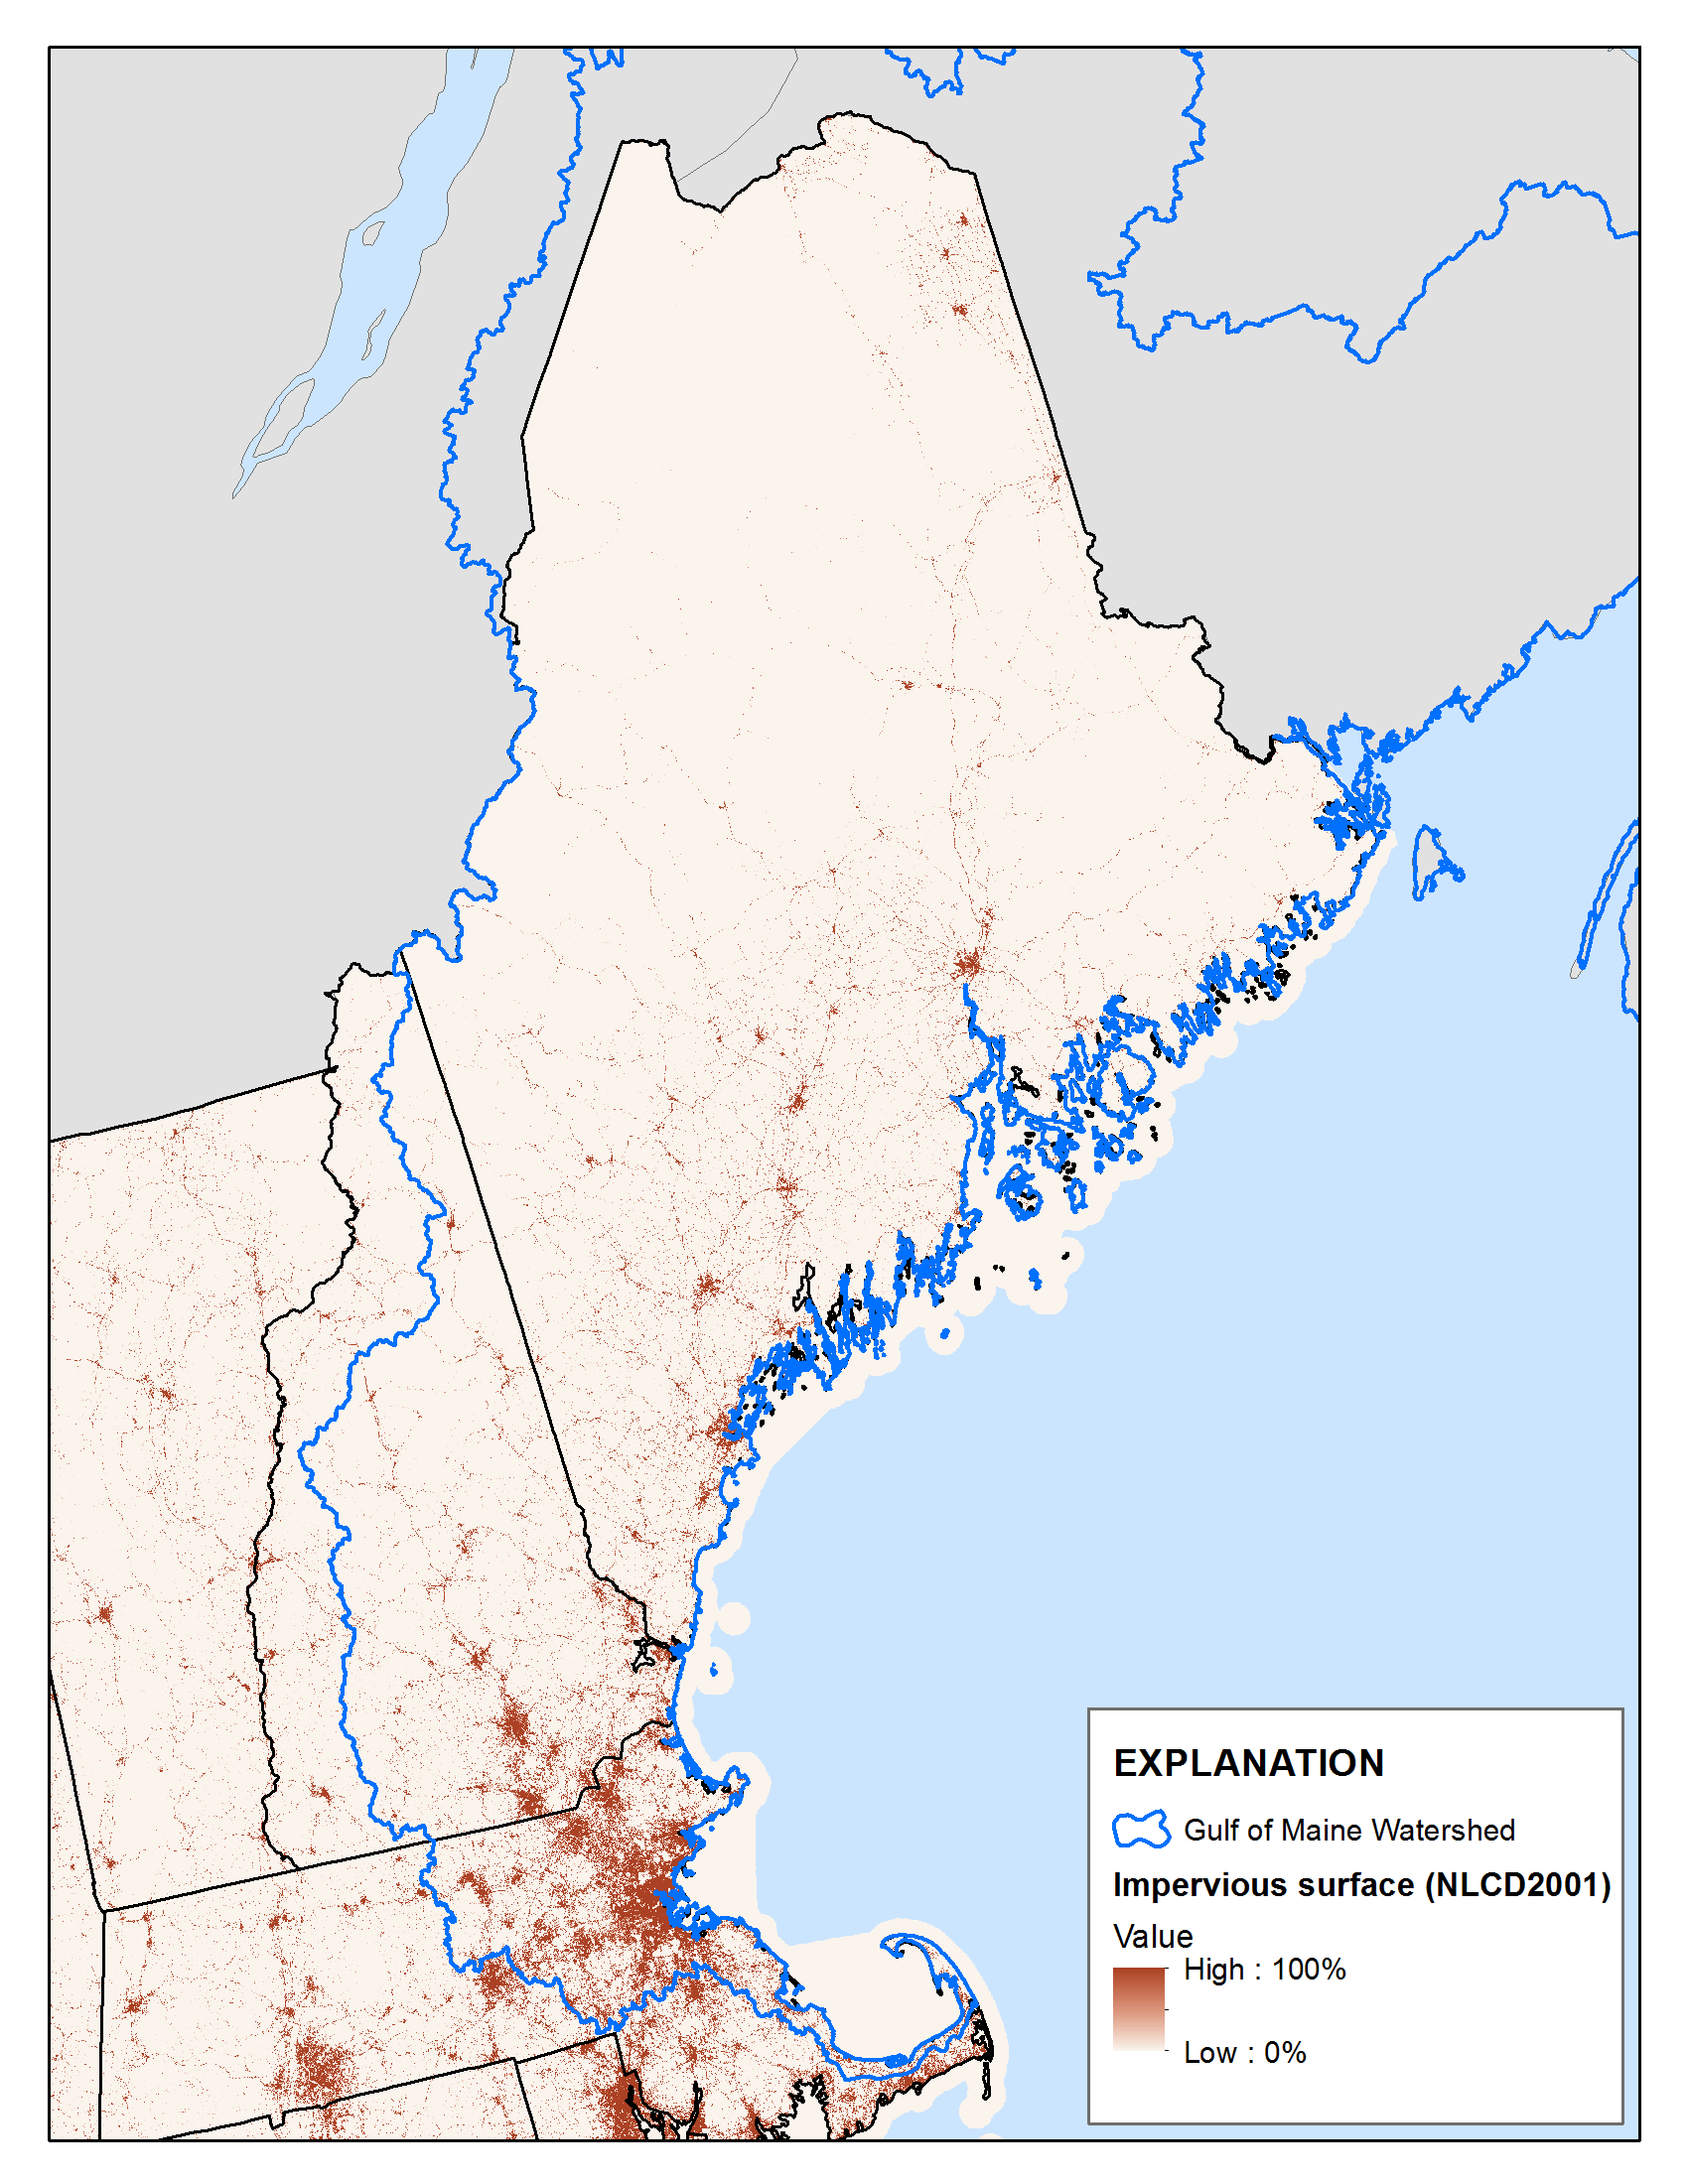 EXPLANATION
Gulf of Maine Watershed
Impervious surface (NLCD2001)
Value
High : 100%
Low : 0%